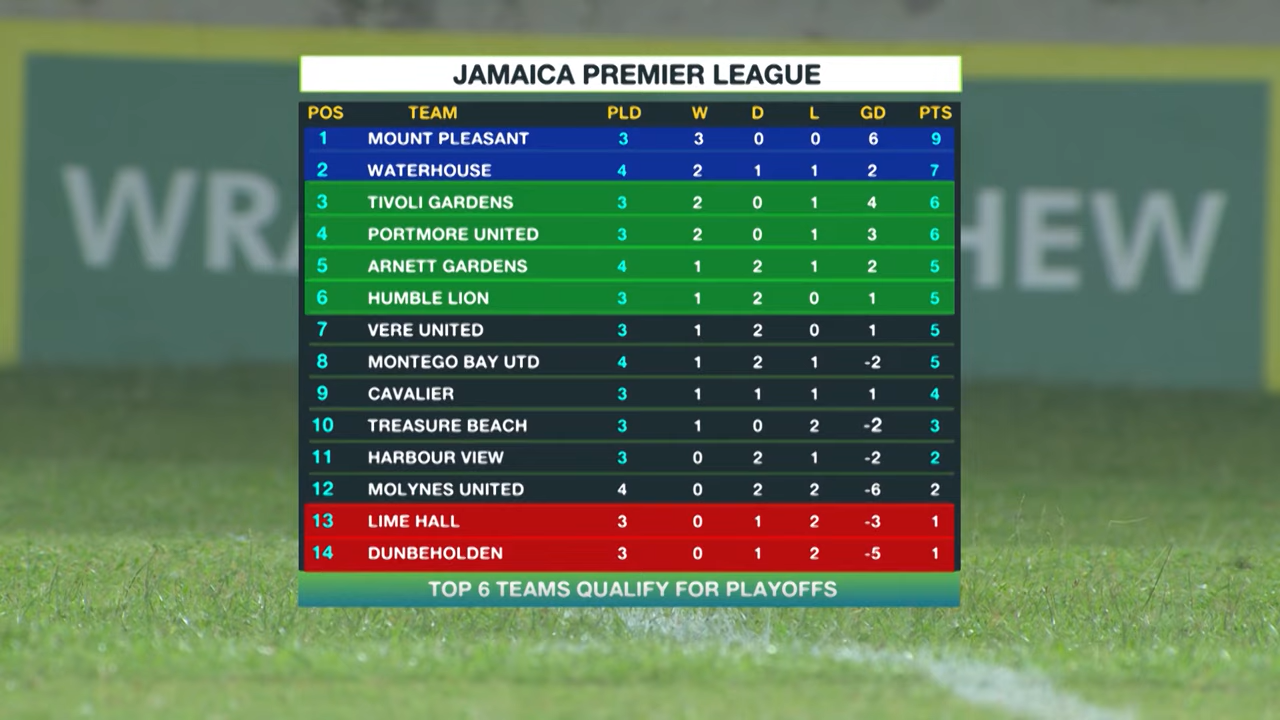 JAMAICA PREMIER LEAGUE
POS TEAM PLD W D L GD PTS
1 MOUNT PLEASANT 3 3 0 0 6 9
2 WATERHOUSE 4 2 1 1 2 7
3 TIVOLI GARDENS 3 2 0 1 4 6
4 PORTMORE UNITED 3 2 0 1 3 6
5 ARNETT GARDENS 4 1 2 1 2 5
6 HUMBLE LION 3 1 2 0 1 5
7 VERE UNITED 3 1 2 0 1 5
8 MONTEGO BAY UTD 4 1 2 1 -2 5
9 CAVALIER 3 1 1 1 1 4
10 TREASURE BEACH 3 1 0 2 -2 3
11 HARBOUR VIEW 3 0 2 1 -2 2
12 MOLYNES UNITED 4 0 2 2 -6 2
13 LIME HALL 3 0 1 2 -3 1
14 DUNBEHOLDEN 3 0 1 2 -5 1
TOP 6 TEAMS QUALIFY FOR PLAYOFFS